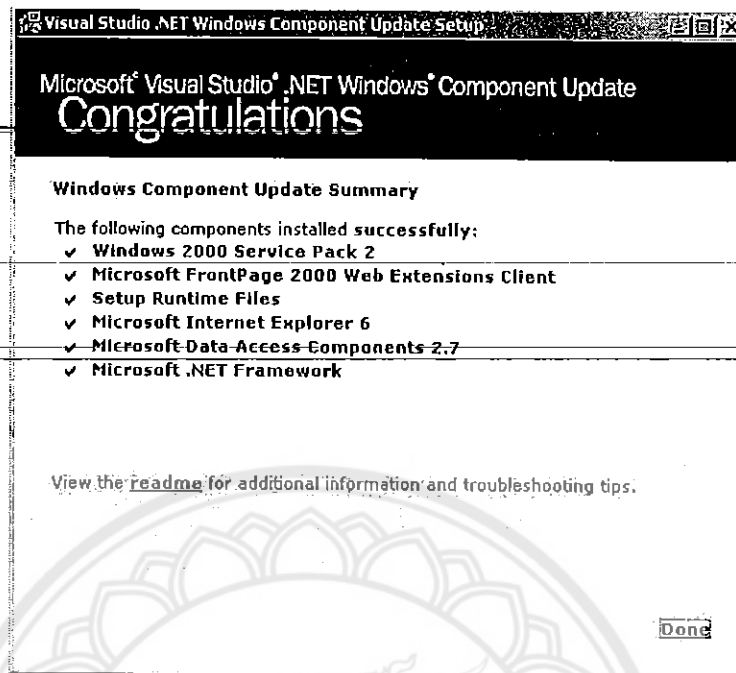 Visual Studio .NET Windows Component Update Setup
Microsoft® Visual Studio® .NET Windows® Component Update
Congratulations
Windows Component Update Summary
The following components installed successfully:
✓ Windows 2000 Service Pack 2
✓ Microsoft FrontPage 2000 Web Extensions Client
✓ Setup Runtime Files
✓ Microsoft Internet Explorer 6
✓ Microsoft Data Access Components 2.7
✓ Microsoft .NET Framework
View the readme for additional information and troubleshooting tips.
Done